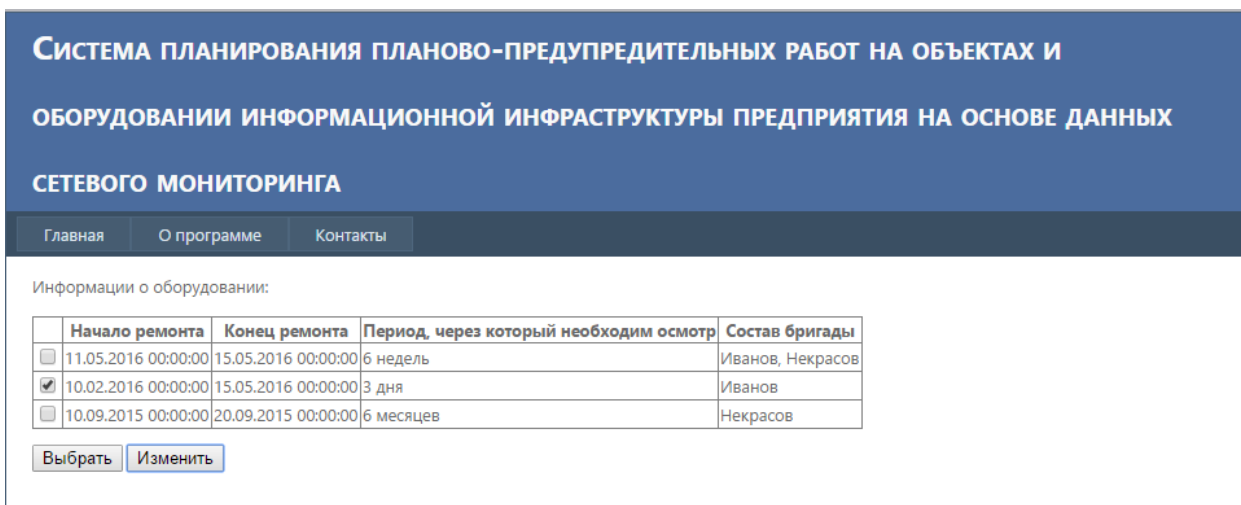 Система планирования планово-предупредительных работ на объектах и
оборудовании информационной инфраструктуры предприятия на основе данных
сетевого мониторинга
Главная О программе Контакты
Информации о оборудовании:
Начало ремонта Конец ремонта Период, через который необходим осмотр Состав бригады
11.05.2016 00:00:00 15.05.2016 00:00:00 6 недель Иванов, Некрасов
10.02.2016 00:00:00 15.05.2016 00:00:00 3 дня Иванов
10.09.2015 00:00:00 20.09.2015 00:00:00 6 месяцев Некрасов
Выбрать Изменить